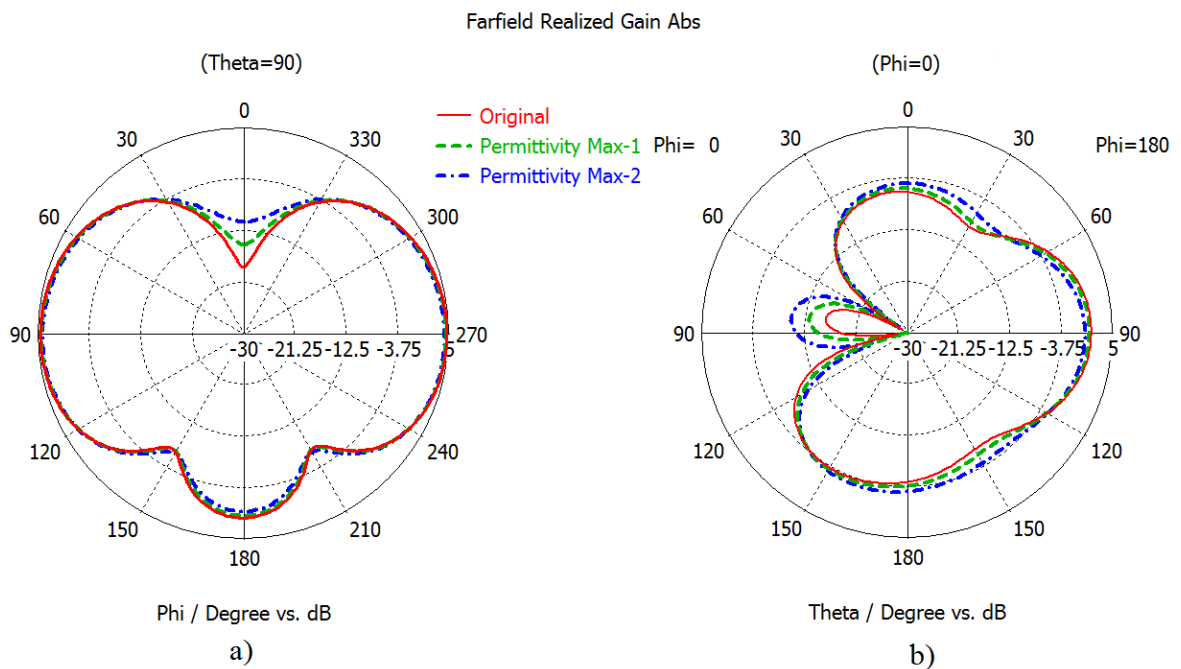 Farfield Realized Gain Abs
(Theta=90)
(Phi=0)
Original
Permittivity Max-1
Permittivity Max-2
Phi= 0
Phi=180
0
30
330
60
300
90
-30 -21.25 -12.5 -3.75 5
270
120
240
150
210
180
0
30
30
60
60
90
-30 -21.25 -12.5 -3.75 5
90
120
120
150
150
180
Phi / Degree vs. dB
Theta / Degree vs. dB
a)
b)